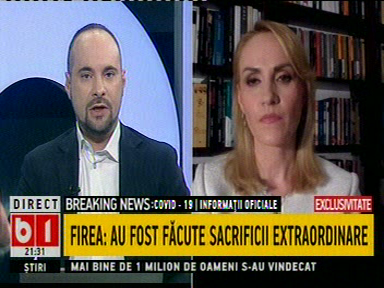 DIRECT
BREAKING NEWS: COVID - 19 | INFORMAȚII OFICIALE
EXCLUSIVITATE
B1
FIREA: AU FOST FĂCUTE SACRIFICII EXTRAORDINARE
21:31
ȘTIRI
MAI BINE DE 1 MILION DE OAMENI S-AU VINDECAT